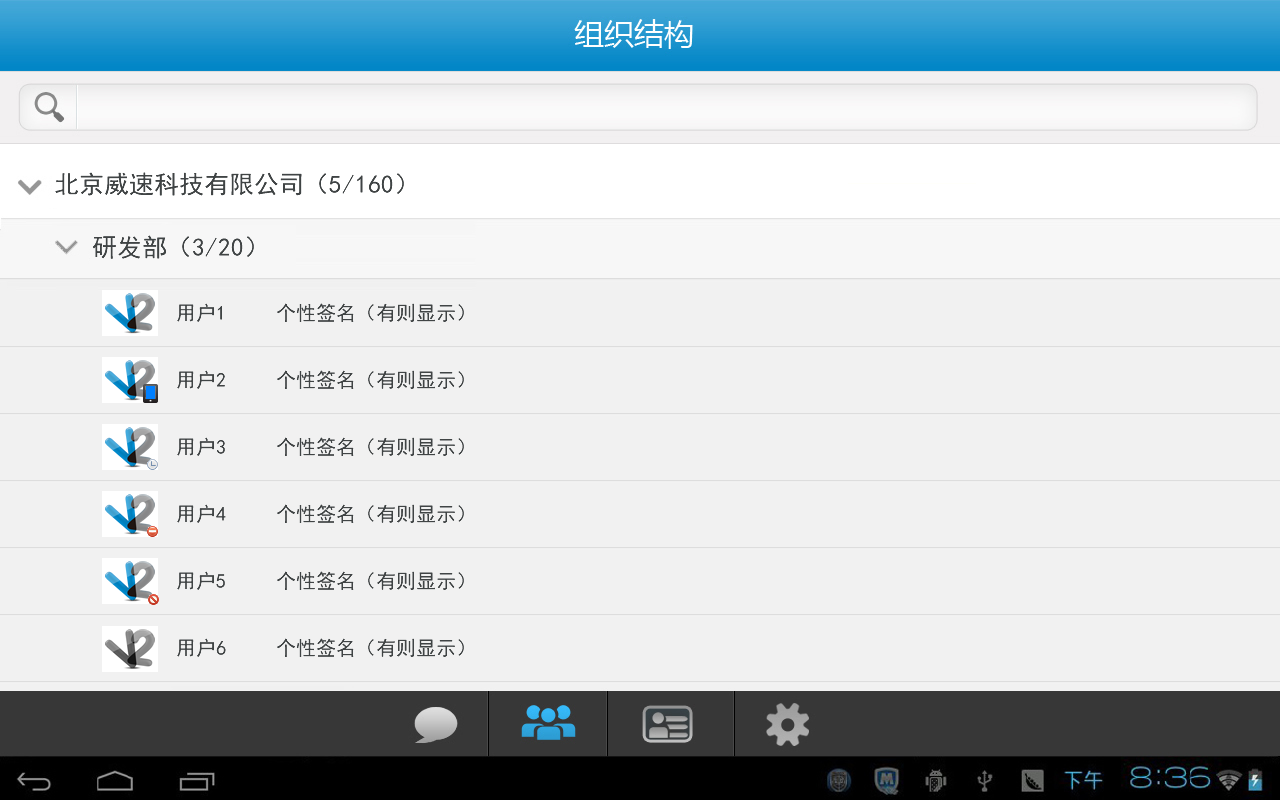 组织结构
北京威速科技有限公司（5/160）
研发部（3/20）
用户1 个性签名（有则显示）
用户2 个性签名（有则显示）
用户3 个性签名（有则显示）
用户4 个性签名（有则显示）
用户5 个性签名（有则显示）
用户6 个性签名（有则显示）
下午 8:36